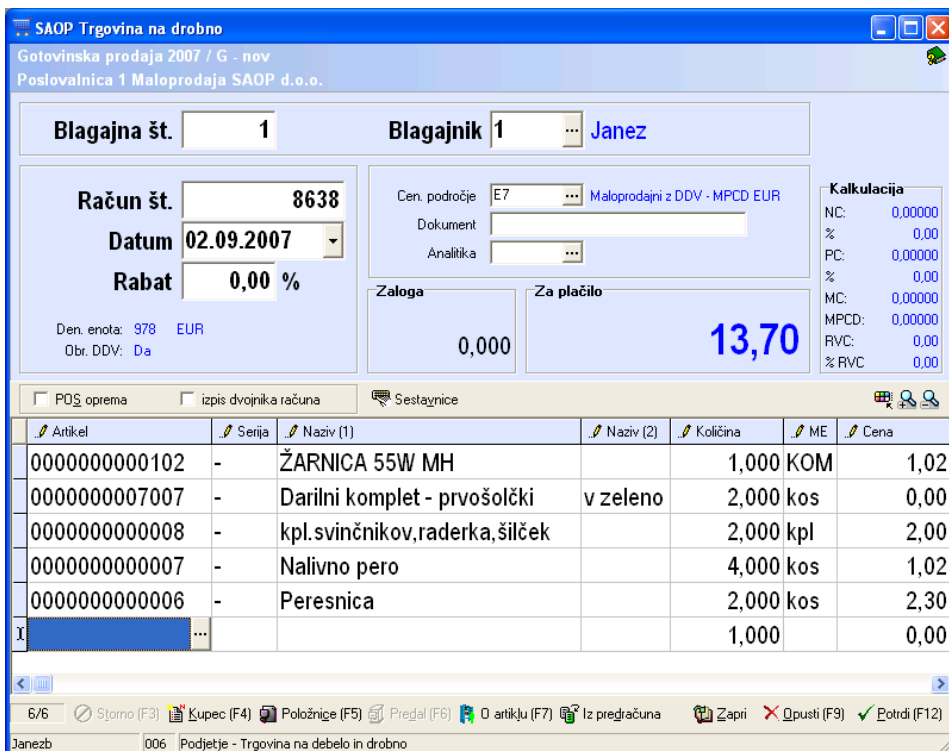 SAOP Trgovina na drobno
Gotovinska prodaja 2007 / G - nov
Poslovalnica 1 Maloprodaja SAOP d.o.o.
Blagajna št. 1 Blagajnik 1 ... Janez
Račun št. 8638
Datum 02.09.2007
Rabat 0,00 %
Den. enota: 978 EUR
Obr. DDV: Da
Cen. področje E7 ... Maloprodajni z DDV - MPCD EUR
Dokument
Analitika ...
Zaloga
0,000
Za plačilo
13,70
Kalkulacija
NC: 0,00000
% 0,00
PC: 0,00000
% 0,00
MC: 0,00000
MPCD: 0,00000
RVC: 0,00
% RVC 0,00
POS oprema izpis dvojnika računa Sestavnice
Artikel Serija Naziv (1) Naziv (2) Količina ME Cena
0000000000102 - ŽARNICA 55W MH 1,000 KOM 1,02
0000000007007 - Darilni komplet - prvošolčki v zeleno 2,000 kos 0,00
0000000000008 - kpl.svinčnikov,raderka,šilček 2,000 kpl 2,00
0000000000007 - Nalivno pero 4,000 kos 1,02
0000000000006 - Peresnica 2,000 kos 2,30
... 1,000 0,00
6/6 Storno (F3) Kupec (F4) Položnice (F5) Predal (F6) O artiklu (F7) Iz predračuna Zapri Opusti (F9) Potrdi (F12)
Janezb 006 Podjetje - Trgovina na debelo in drobno